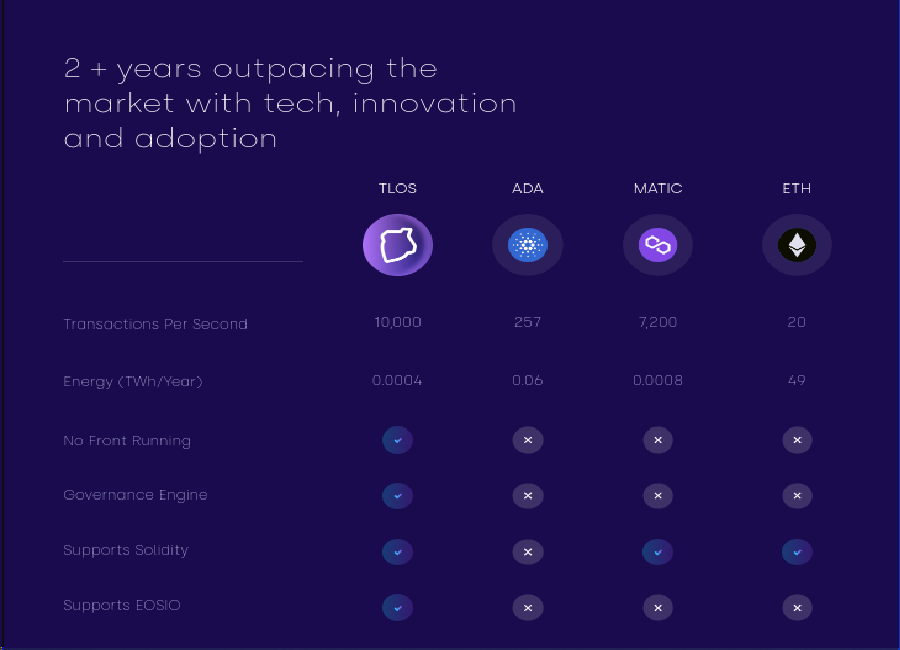 2 + years outpacing the
market with tech, innovation
and adoption
TLOS ADA MATIC ETH
Transactions Per Second 10,000 257 7,200 20
Energy (TWh/Year) 0.0004 0.06 0.0008 49
No Front Running
Governance Engine
Supports Solidity
Supports EOSIO